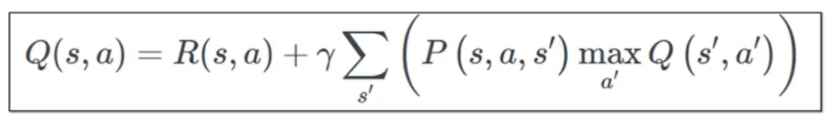 Q(s, a) = R(s, a) + γ ∑_{s′} ( P (s, a, s′) max_{a′} Q (s′, a′) )